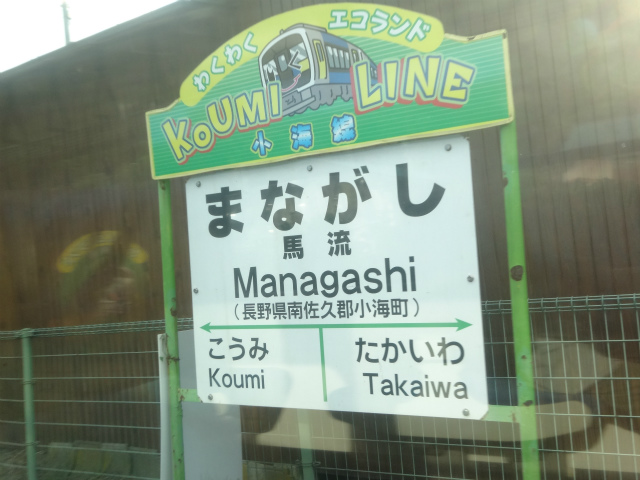 わくわく エコランド
KOUMI LINE
小海線
まながし
馬流
Managashi
(長野県南佐久郡小海町)
こうみ たかいわ
Koumi Takaiwa